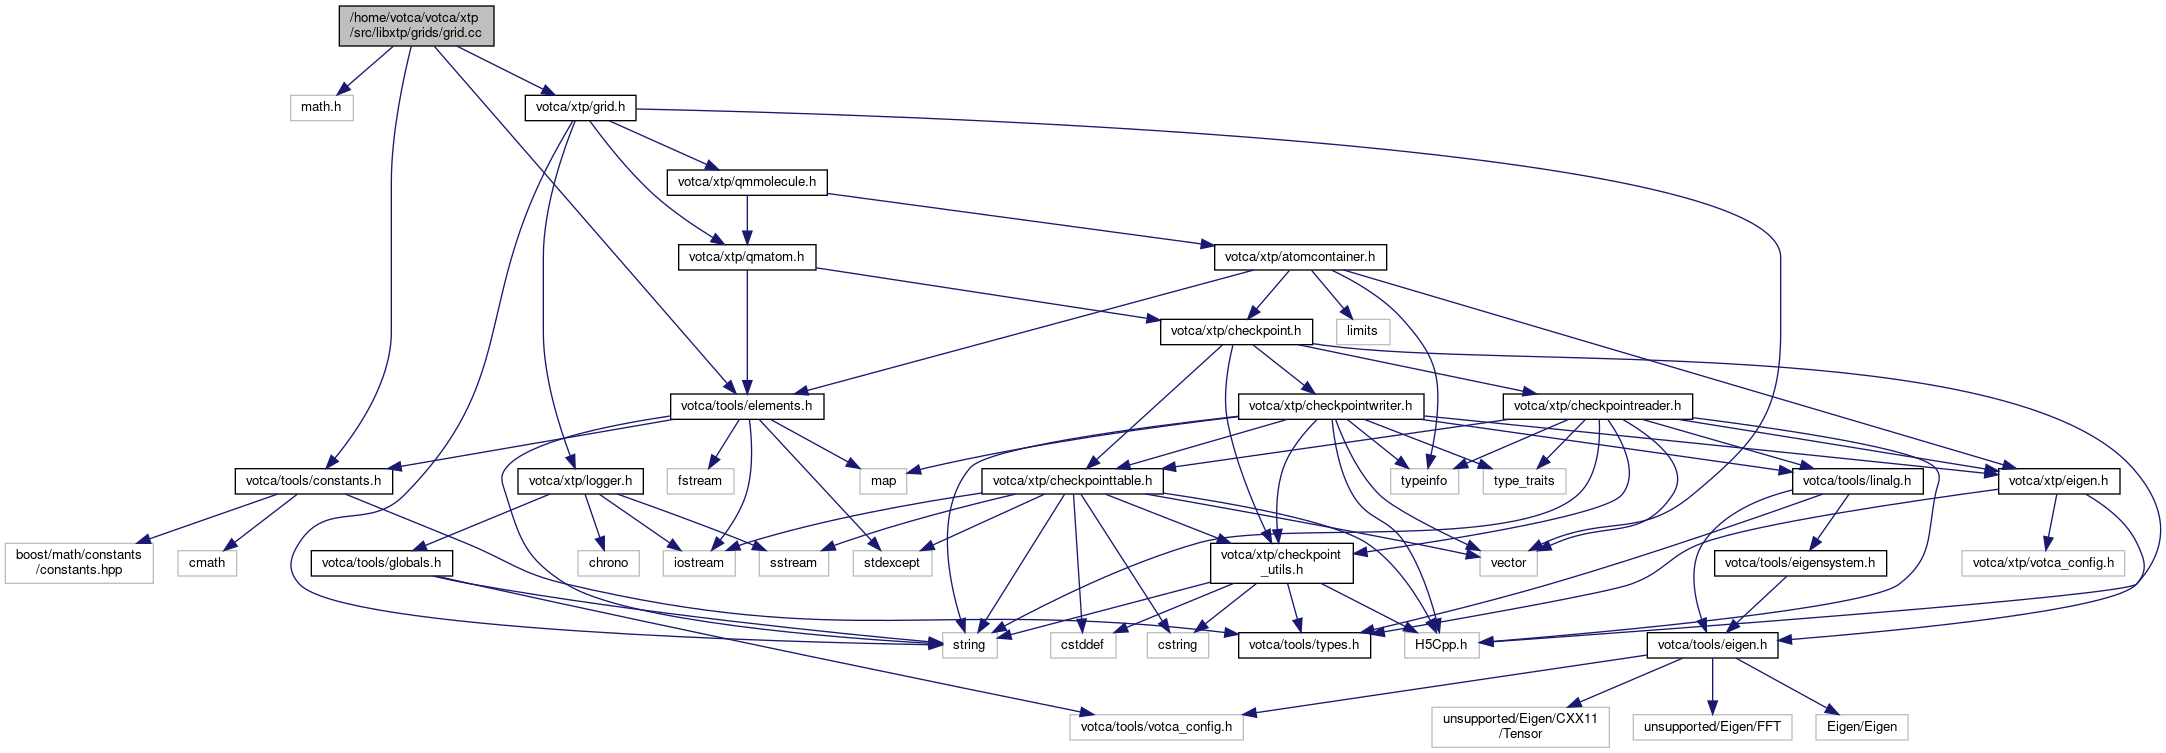 /home/votca/votca/xtp
/src/libxtp/grids/grid.cc
math.h
votca/xtp/grid.h
votca/xtp/qmmolecule.h
votca/xtp/qmatom.h
votca/xtp/atomcontainer.h
votca/xtp/checkpoint.h
limits
votca/tools/elements.h
votca/xtp/checkpointwriter.h
votca/xtp/checkpointreader.h
votca/tools/constants.h
votca/xtp/logger.h
fstream
map
votca/xtp/checkpointtable.h
typeinfo
type_traits
votca/tools/linalg.h
votca/xtp/eigen.h
boost/math/constants
/constants.hpp
cmath
votca/tools/globals.h
chrono
iostream
sstream
stdexcept
votca/xtp/checkpoint
_utils.h
vector
votca/tools/eigensystem.h
votca/xtp/votca_config.h
string
cstddef
cstring
votca/tools/types.h
H5Cpp.h
votca/tools/eigen.h
votca/tools/votca_config.h
unsupported/Eigen/CXX11
/Tensor
unsupported/Eigen/FFT
Eigen/Eigen